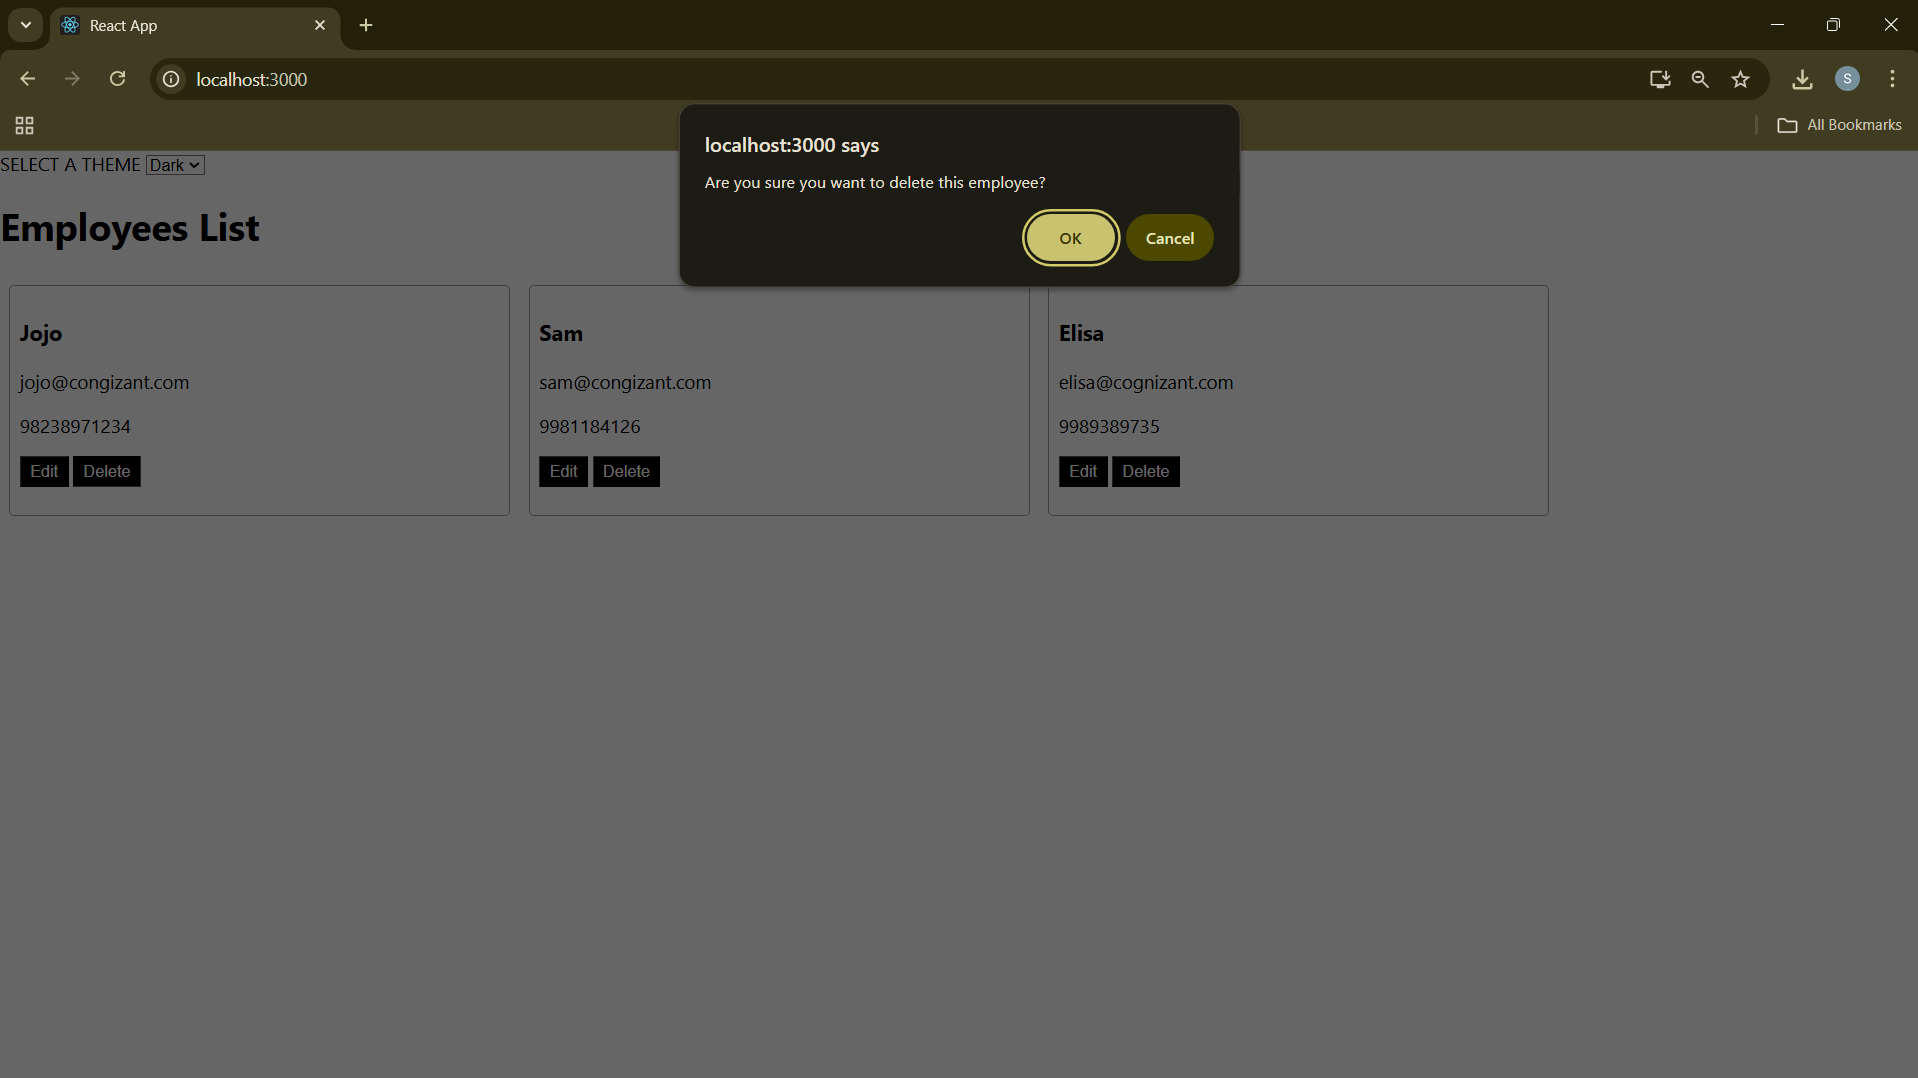 React App
localhost:3000
S
All Bookmarks
localhost:3000 says
Are you sure you want to delete this employee?
OK Cancel
SELECT A THEME Dark
Employees List
Jojo
jojo@congizant.com
98238971234
Edit Delete
Sam
sam@congizant.com
9981184126
Edit Delete
Elisa
elisa@cognizant.com
9989389735
Edit Delete